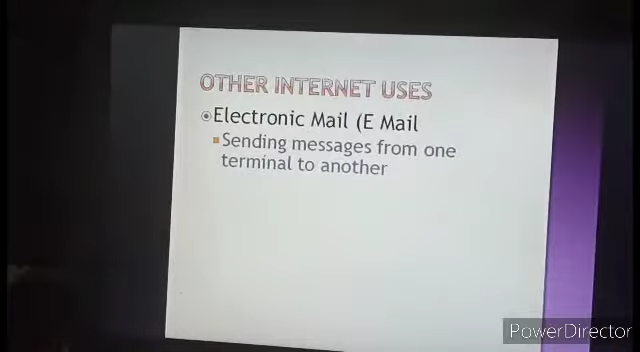 OTHER INTERNET USES
Electronic Mail (E Mail
Sending messages from one
terminal to another
PowerDirector